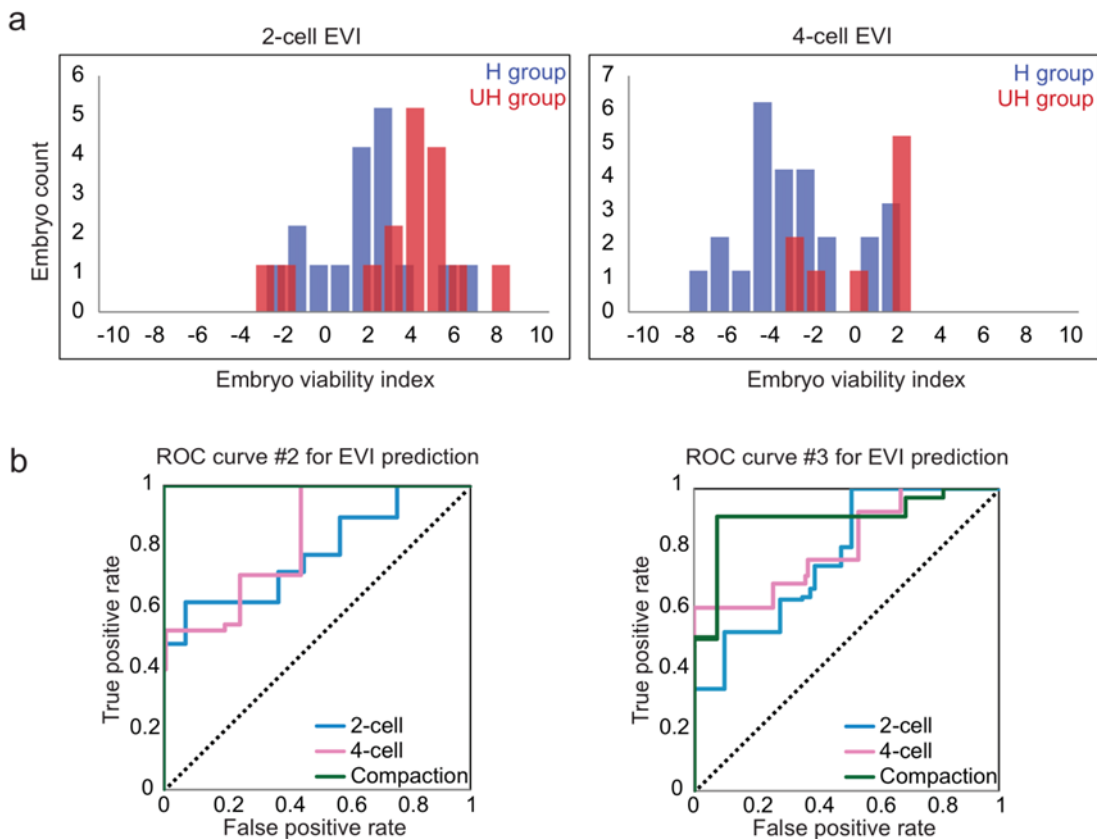 a
2-cell EVI
H group
UH group
Embryo count
6
5
4
3
2
1
0
-10 -8 -6 -4 -2 0 2 4 6 8 10
Embryo viability index
4-cell EVI
H group
UH group
7
6
5
4
3
2
1
0
-10 -8 -6 -4 -2 0 2 4 6 8 10
Embryo viability index
b
ROC curve #2 for EVI prediction
True positive rate
1
0.8
0.6
0.4
0.2
0
2-cell
4-cell
Compaction
0 0.2 0.4 0.6 0.8 1
False positive rate
ROC curve #3 for EVI prediction
True positive rate
1
0.8
0.6
0.4
0.2
0
2-cell
4-cell
Compaction
0 0.2 0.4 0.6 0.8 1
False positive rate